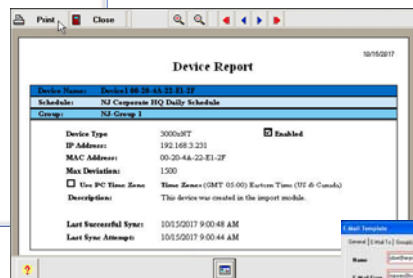 Print Close
10/15/2017
Device Report
Device Name: Device1 00-20-4A-22-E1-2F
Schedule: NJ Corporate HQ Daily Schedule
Group: NJ-Group 1
Device Type 3000xNT Enabled
IP Address: 192.168.3.231
MAC Address: 00-20-4A-22-E1-2F
Max Deviation: 1500
Use PC Time Zone Time Zone: (GMT 05:00) Eastern Time (US & Canada)
Description: This device was created in the import module.
Last Successful Sync: 10/15/2017 9:00:48 AM
Last Sync Attempt: 10/15/2017 9:00:44 AM
E-Mail Template
General E-Mail To
Name